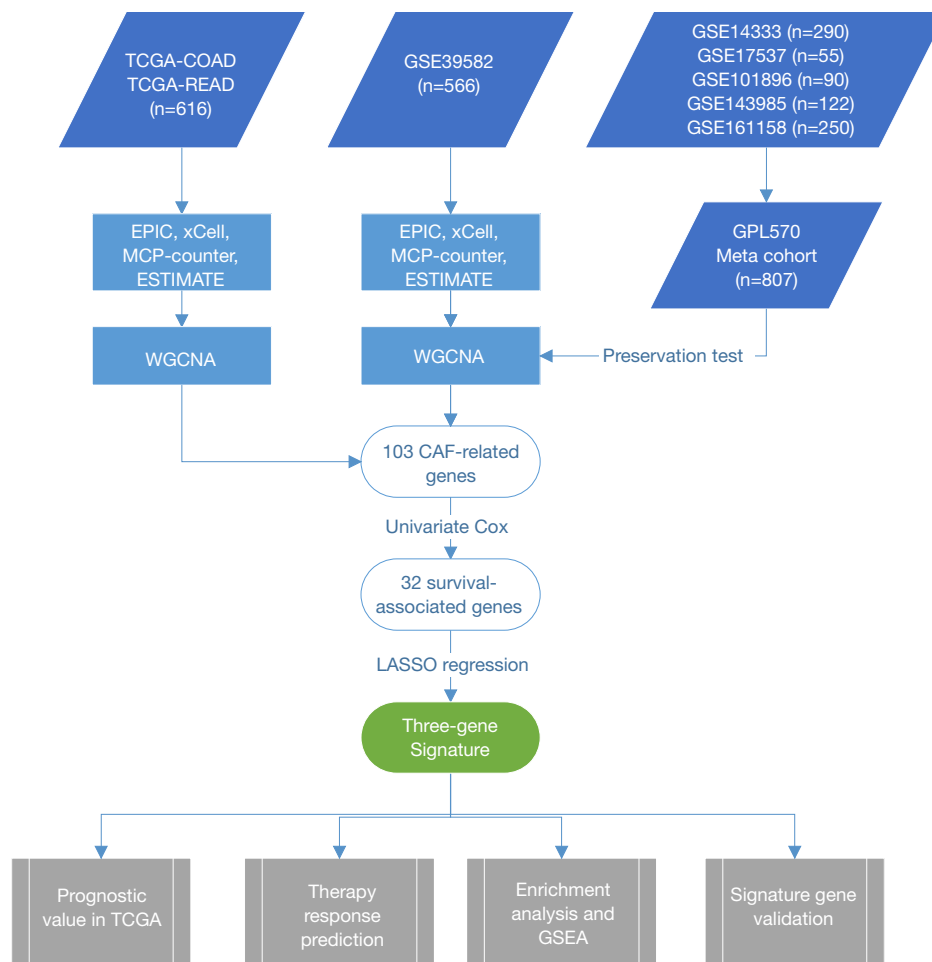 TCGA-COAD
TCGA-READ
(n=616)
GSE39582
(n=566)
GSE14333 (n=290)
GSE17537 (n=55)
GSE101896 (n=90)
GSE143985 (n=122)
GSE161158 (n=250)
EPIC, xCell,
MCP-counter,
ESTIMATE
EPIC, xCell,
MCP-counter,
ESTIMATE
GPL570
Meta cohort
(n=807)
WGCNA
WGCNA
Preservation test
103 CAF-related
genes
Univariate Cox
32 survival-
associated genes
LASSO regression
Three-gene
Signature
Prognostic
value in TCGA
Therapy
response
prediction
Enrichment
analysis and
GSEA
Signature gene
validation